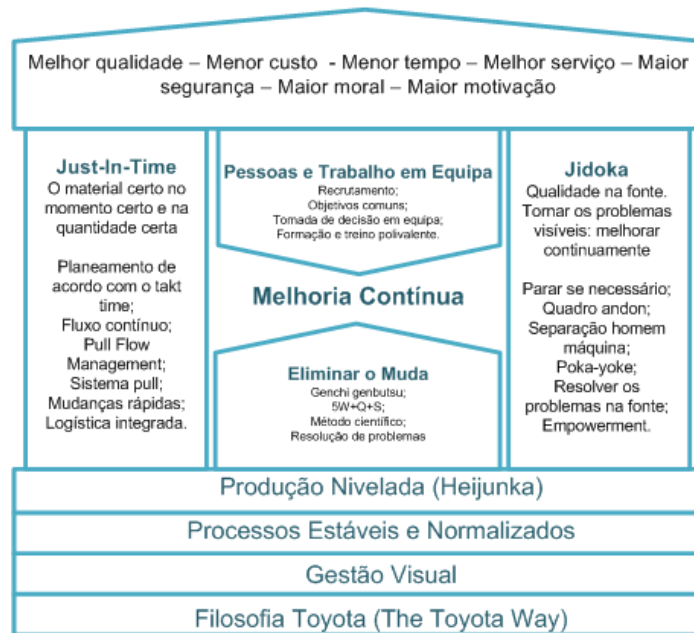 Melhor qualidade – Menor custo - Menor tempo – Melhor serviço – Maior
segurança – Maior moral – Maior motivação
Just-In-Time
O material certo no
momento certo e na
quantidade certa
Planeamento de
acordo com o takt
time;
Fluxo contínuo;
Pull Flow
Management;
Sistema pull;
Mudanças rápidas;
Logística integrada.
Pessoas e Trabalho em Equipa
Recrutamento;
Objetivos comuns;
Tomada de decisão em equipa;
Formação e treino polivalente.
Melhoria Contínua
Eliminar o Muda
Genchi genbutsu;
5W+Q+S;
Método científico;
Resolução de problemas
Jidoka
Qualidade na fonte.
Tornar os problemas
visíveis: melhorar
continuamente
Parar se necessário;
Quadro andon;
Separação homem
máquina;
Poka-yoke;
Resolver os
problemas na fonte;
Empowerment.
Produção Nivelada (Heijunka)
Processos Estáveis e Normalizados
Gestão Visual
Filosofia Toyota (The Toyota Way)